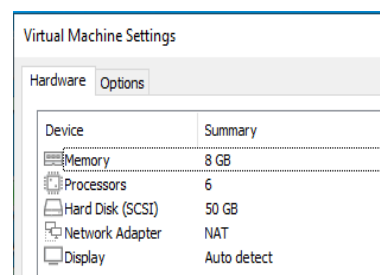 Virtual Machine Settings
Hardware Options
Device Summary
Memory 8 GB
Processors 6
Hard Disk (SCSI) 50 GB
Network Adapter NAT
Display Auto detect